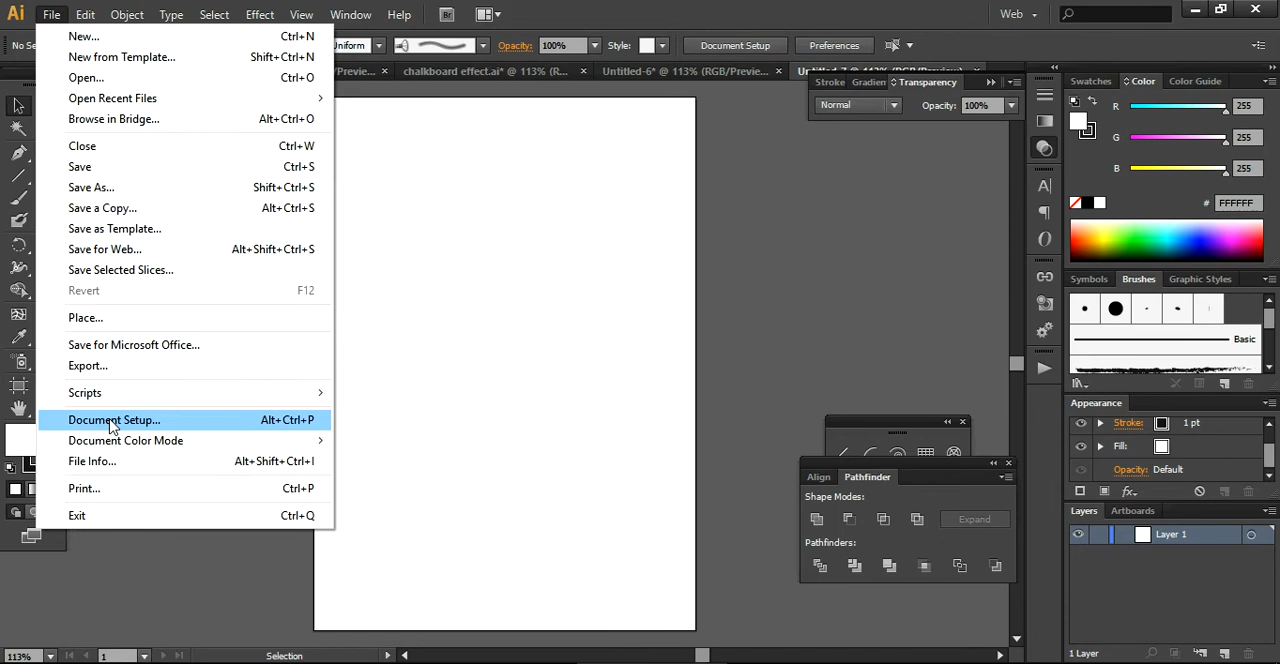 Ai File Edit Object Type Select Effect View Window Help Br Web
Uniform Opacity: 100% Style: Document Setup Preferences
chalkboard effect.ai* @ 113% (R... × Untitled-6* @ 113% (RGB/Previe... ×
New... Ctrl+N
New from Template... Shift+Ctrl+N
Open... Ctrl+O
Open Recent Files
Browse in Bridge... Alt+Ctrl+O
Close Ctrl+W
Save Ctrl+S
Save As... Shift+Ctrl+S
Save a Copy... Alt+Ctrl+S
Save as Template...
Save for Web... Alt+Shift+Ctrl+S
Save Selected Slices...
Revert F12
Place...
Save for Microsoft Office...
Export...
Scripts
Document Setup... Alt+Ctrl+P
Document Color Mode
File Info... Alt+Shift+Ctrl+I
Print... Ctrl+P
Exit Ctrl+Q
Stroke Gradien Transparency
Normal Opacity: 100%
Swatches Color Color Guide
R 255
G 255
B 255
# FFFFFF
Symbols Brushes Graphic Styles
Basic
Appearance
Stroke: 1 pt
Fill:
Opacity: Default
Layers Artboards
Layer 1
1 Layer
Align Pathfinder
Shape Modes:
Expand
Pathfinders:
113% 1 Selection